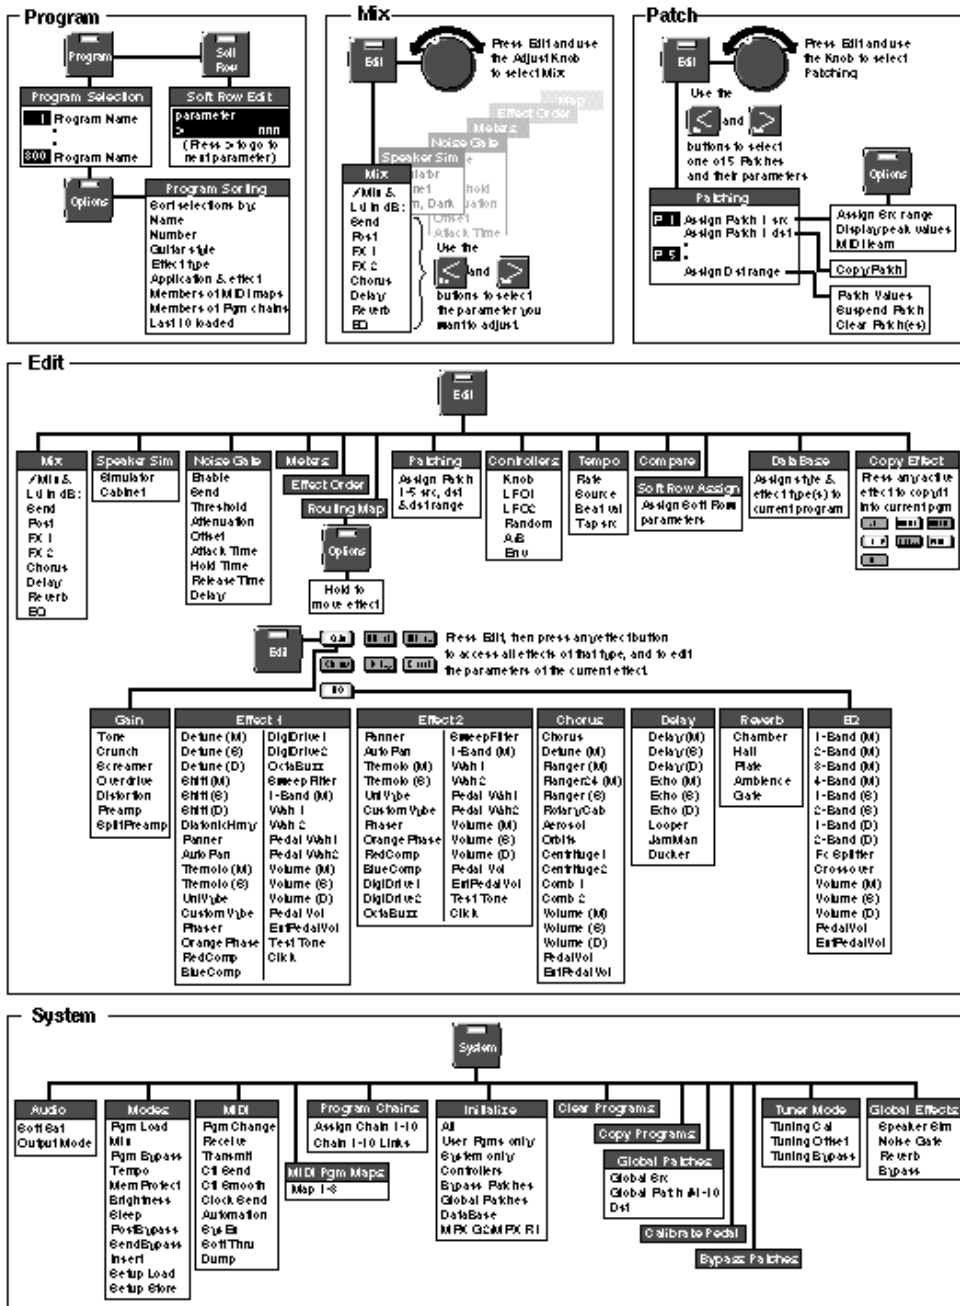 Program
Program
Soft Row
Program Selection
1 Program Name
300 Program Name
Soft Row Edit
parameter
> nnn
(Press > to go to
next parameter)
Options
Program Sorting
Sort selections by:
Name
Number
Guitar style
Effect type
Application & effect
Members of MIDI maps
Members of Pgm chains
Last 10 loaded
Mix
Edit
Press Edit and use
the Adjust Knob
to select Mix
Map
Effect Order
Meters
Noise Gate
Speaker Sim
Mix
/Mix &
Lvl in dB:
Send
Post
FX 1
FX 2
Chorus
Delay
Reverb
EQ
Offset
Attack Time
Use the
< and >
buttons to select
the parameter you
want to adjust.
Patch
Edit
Press Edit and use
the Knob to select
Patching
Use the
< and >
buttons to select
one of 5 Patches
and their parameters
Options
Patching
P 1 Assign Patch 1 src
Assign Patch 1 dst
P 5
Assign Dst range
Assign Src range
Display peak values
MIDI learn
Copy Patch
Patch Values
Suspend Patch
Clear Patch(es)
Edit
Edit
Mix
/Mix &
Lvl in dB:
Send
Post
FX 1
FX 2
Chorus
Delay
Reverb
EQ
Speaker Sim
Simulator
Cabinet
Noise Gate
Enable
Send
Threshold
Attenuation
Offset
Attack Time
Hold Time
Release Time
Delay
Meters
Effect Order
Routing Map
Options
Hold to
move effect
Patching
Assign Patch
1-5 src, dst
& dst range
Controllers
Knob
LFO1
LFO2
Random
A/B
Env
Tempo
Rate
Source
Beat val
Tap src
Compare
Soft Row Assign
Assign Soft Row
parameters
DataBase
Assign style &
effect type(s) to
current program
Copy Effect
Press any active
effect to copy it
into current pgm
Edit
Press Edit, then press any effect button
to access all effects of that type, and to edit
the parameters of the current effect.
EQ
Gain
Tone
Crunch
Screamer
Overdrive
Distortion
Preamp
SplitPreamp
Effect 1
Detune (M)
Detune (S)
Detune (D)
Shift (M)
Shift (S)
Shift (D)
DiatonicHmy
Panner
Auto Pan
Tremolo (M)
Tremolo (S)
UniVybe
CustomVybe
Phaser
OrangePhase
RedComp
BlueComp
DigiDrive1
DigiDrive2
OctaBuzz
SweepFilter
1-Band (M)
Wah 1
Wah 2
Pedal Wah1
Pedal Wah2
Volume (M)
Volume (S)
Volume (D)
Pedal Vol
ExtPedalVol
Test Tone
Click
Effect 2
Panner
Auto Pan
Tremolo (M)
Tremolo (S)
UniVybe
CustomVybe
Phaser
OrangePhase
RedComp
BlueComp
DigiDrive1
DigiDrive2
OctaBuzz
SweepFilter
1-Band (M)
Wah 1
Wah 2
Pedal Wah1
Pedal Wah2
Volume (M)
Volume (S)
Volume (D)
Pedal Vol
ExtPedalVol
Test Tone
Click
Chorus
Chorus
Detune (M)
Flanger (M)
Flanger24 (M)
Flanger (S)
RotaryCab
Aerosol
Orbits
Centrifuge1
Centrifuge2
Comb 1
Comb 2
Volume (M)
Volume (S)
Volume (D)
PedalVol
ExtPedalVol
Delay
Delay(M)
Delay(S)
Delay(D)
Echo (M)
Echo (S)
Echo (D)
Looper
JamMan
Ducker
Reverb
Chamber
Hall
Plate
Ambience
Gate
EQ
1-Band (M)
2-Band (M)
3-Band (M)
4-Band (M)
1-Band (S)
2-Band (S)
1-Band (D)
2-Band (D)
Fc Splitter
Crossover
Volume (M)
Volume (S)
Volume (D)
PedalVol
ExtPedalVol
System
System
Audio
Soft Sat
Output Mode
Modes
Pgm Load
Mix
Pgm Bypass
Tempo
Mem Protect
Brightness
Sleep
PostBypass
SendBypass
Insert
Setup Load
Setup Store
MIDI
Pgm Change
Receive
Transmit
Ctl Send
Ctl Smooth
Clock Send
Automation
SysEx
Soft Thru
Dump
MIDI Pgm Maps
Map 1-8
Program Chains
Assign Chain 1-10
Chain 1-10 Links
Initialize
All
User Pgms only
System only
Controllers
Bypass Patches
Global Patches
DataBase
MPX G2/MPX R1
Clear Programs
Copy Programs
Global Patches
Global Src
Global Patch #1-10
Dst
Calibrate Pedal
Bypass Patches
Tuner Mode
Tuning Cal
Tuning Offset
Tuning Bypass
Global Effects
Speaker Sim
Noise Gate
Reverb
Bypass